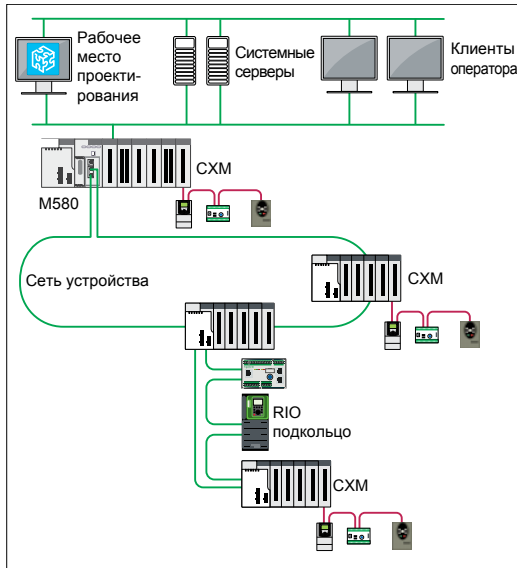 Рабочее
место
проекти-
рования
Системные
серверы
Клиенты
оператора
CXM
M580
Сеть устройства
CXM
RIO
подкольцо
CXM